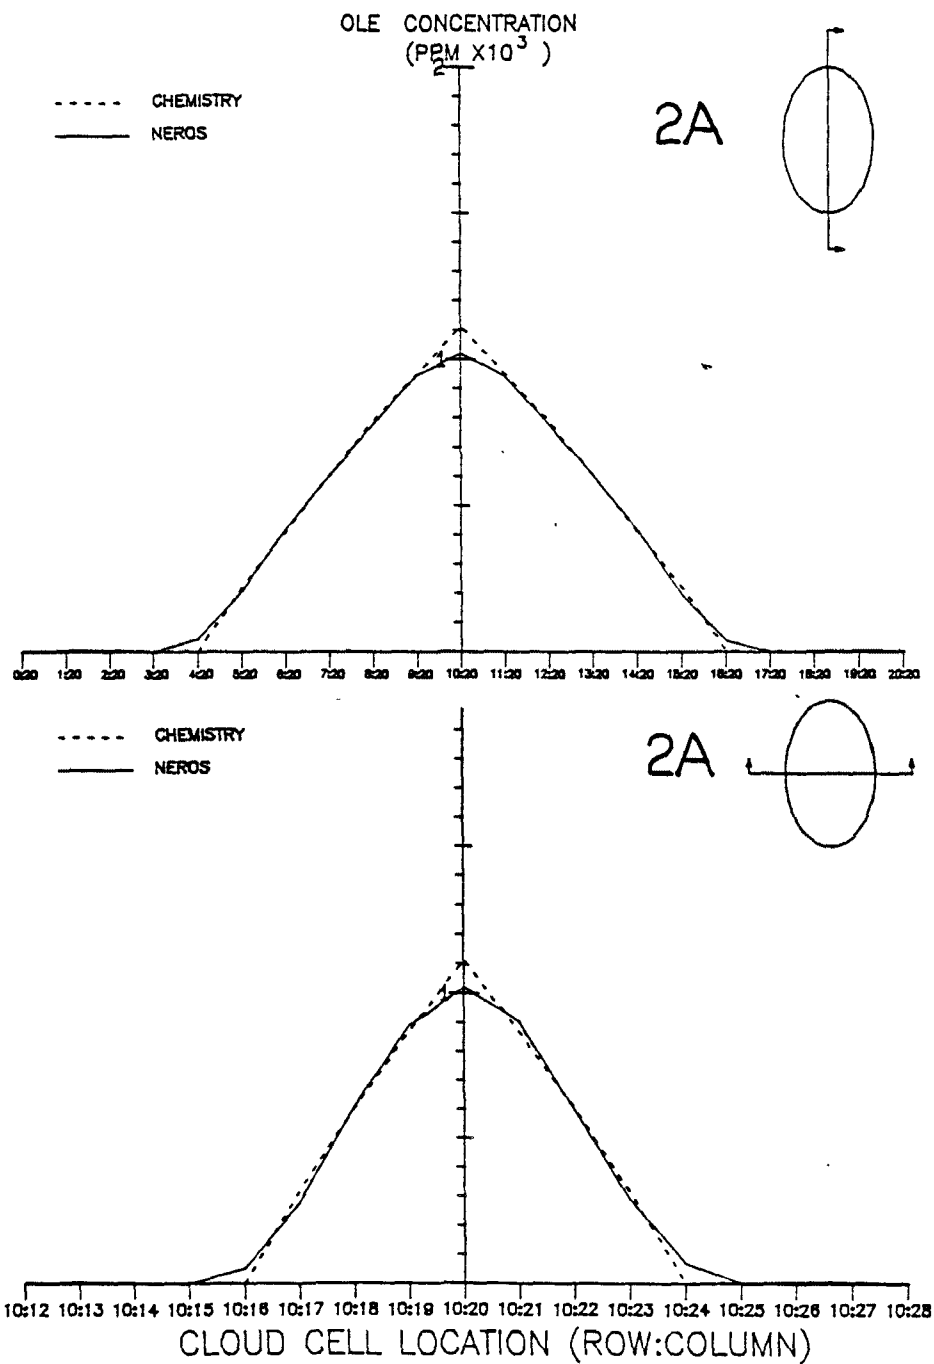 OLE CONCENTRATION
(PPM X10³ )
2
CHEMISTRY
NEROS
2A
1
0:20 1:20 2:20 3:20 4:20 5:20 6:20 7:20 8:20 9:20 10:20 11:20 12:20 13:20 14:20 15:20 16:20 17:20 18:20 19:20 20:20
CHEMISTRY
NEROS
2A
1
10:12 10:13 10:14 10:15 10:16 10:17 10:18 10:19 10:20 10:21 10:22 10:23 10:24 10:25 10:26 10:27 10:28
CLOUD CELL LOCATION (ROW:COLUMN)